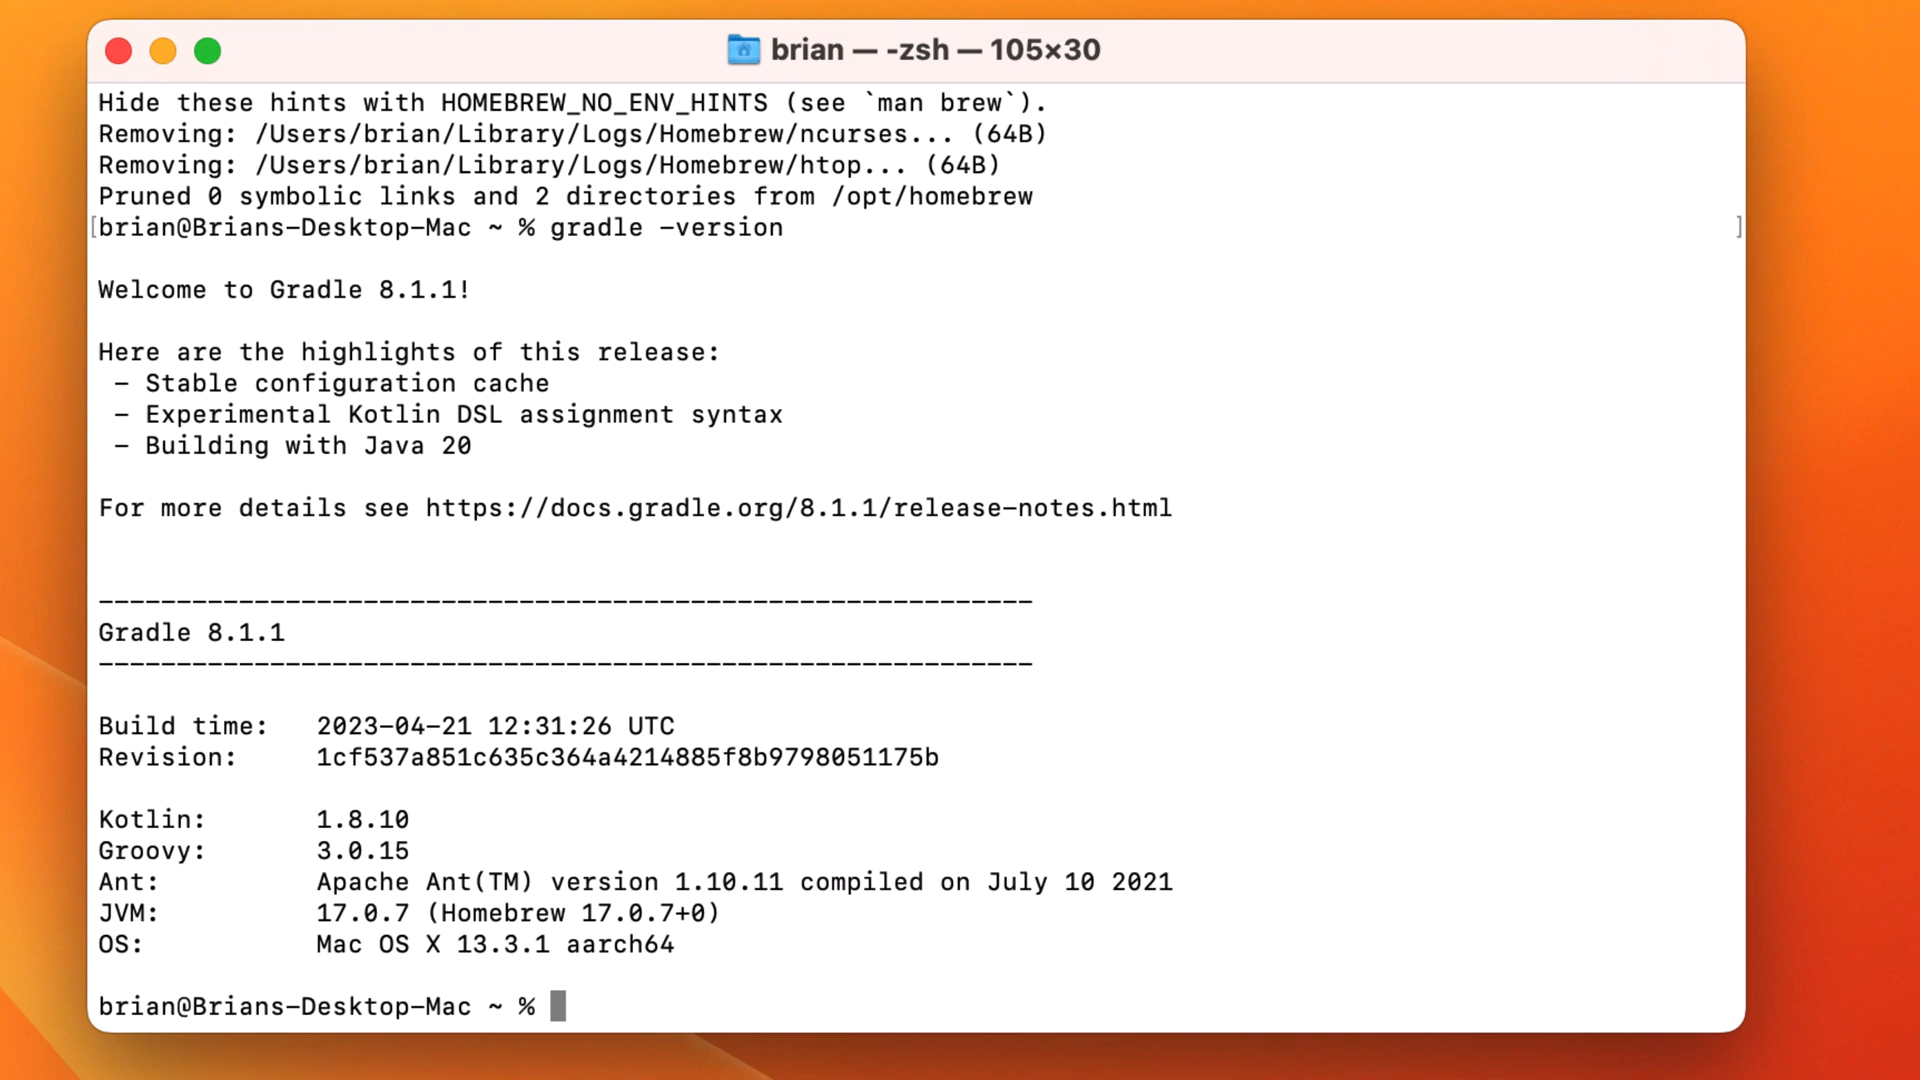 brian — -zsh — 105×30
Hide these hints with HOMEBREW_NO_ENV_HINTS (see `man brew`).
Removing: /Users/brian/Library/Logs/Homebrew/ncurses... (64B)
Removing: /Users/brian/Library/Logs/Homebrew/htop... (64B)
Pruned 0 symbolic links and 2 directories from /opt/homebrew
[brian@Brians-Desktop-Mac ~ % gradle -version ]
Welcome to Gradle 8.1.1!
Here are the highlights of this release:
- Stable configuration cache
- Experimental Kotlin DSL assignment syntax
- Building with Java 20
For more details see https://docs.gradle.org/8.1.1/release-notes.html
------------------------------------------------------------
Gradle 8.1.1
------------------------------------------------------------
Build time: 2023-04-21 12:31:26 UTC
Revision: 1cf537a851c635c364a4214885f8b9798051175b
Kotlin: 1.8.10
Groovy: 3.0.15
Ant: Apache Ant(TM) version 1.10.11 compiled on July 10 2021
JVM: 17.0.7 (Homebrew 17.0.7+0)
OS: Mac OS X 13.3.1 aarch64
brian@Brians-Desktop-Mac ~ %